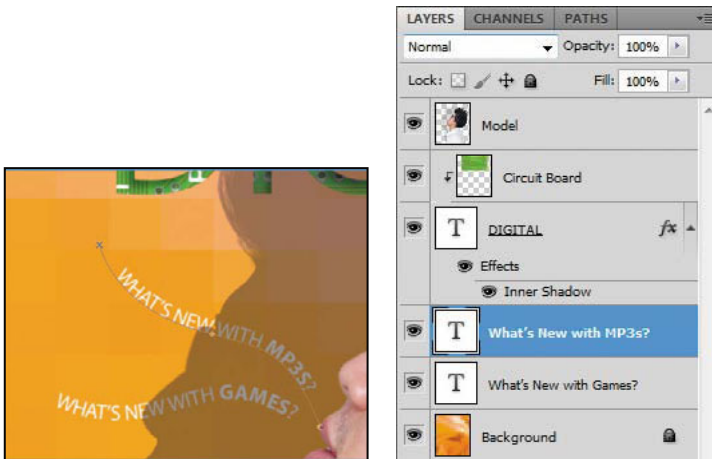 WHAT'S NEW WITH MP3S?
WHAT'S NEW WITH GAMES?
LAYERS CHANNELS PATHS
Normal Opacity: 100%
Lock: Fill: 100%
Model
Circuit Board
T DIGITAL fx
Effects
Inner Shadow
T What's New with MP3s?
T What's New with Games?
Background